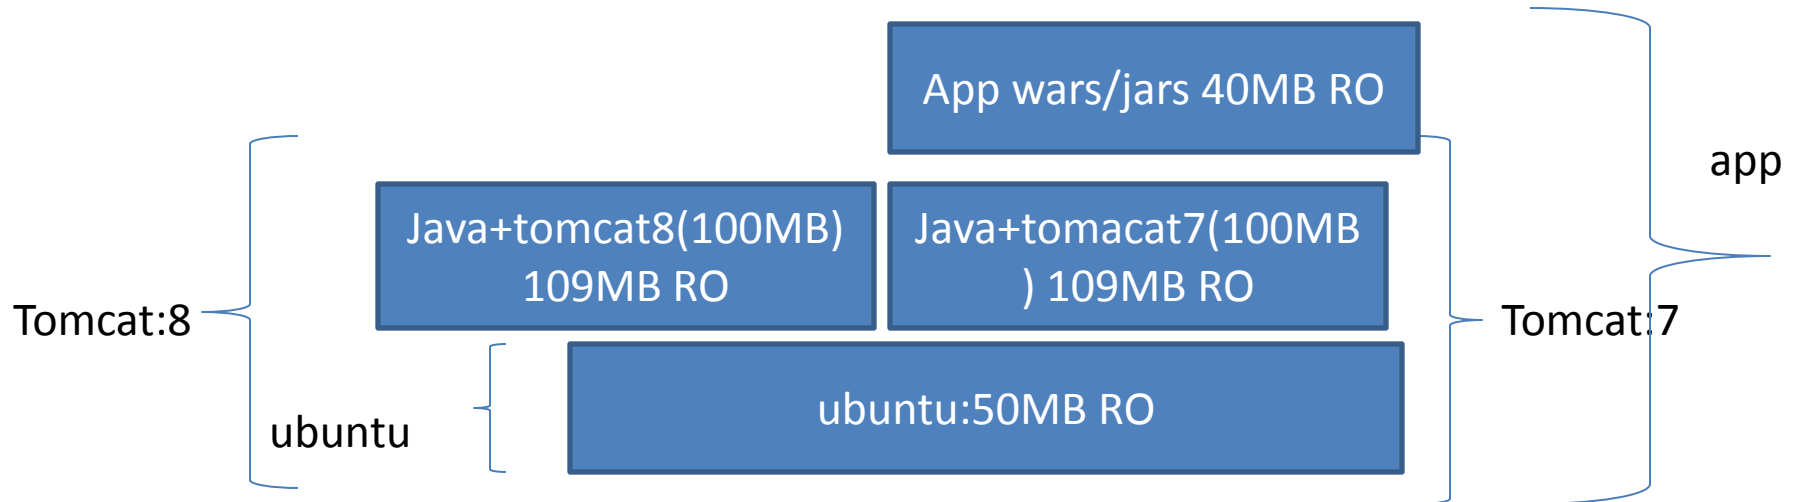 App wars/jars 40MB RO
app
Java+tomcat8(100MB)
109MB RO
Java+tomacat7(100MB
) 109MB RO
Tomcat:8
Tomcat:7
ubuntu:50MB RO
ubuntu